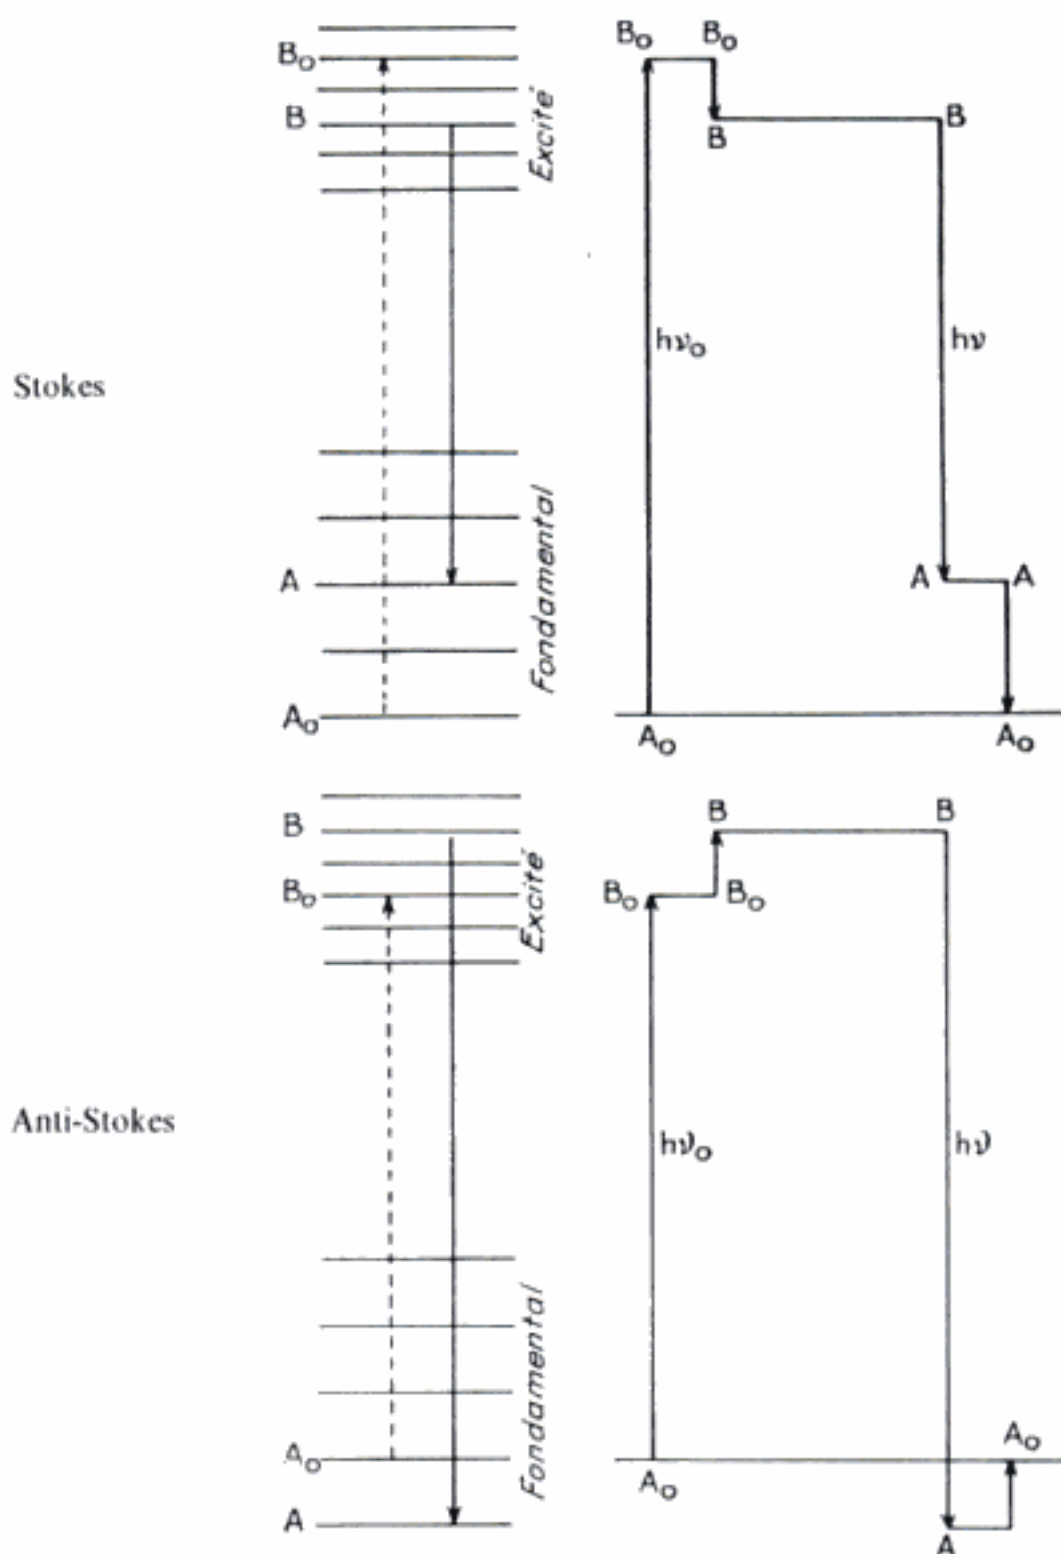 B₀ B₀ B₀
B B B
Excité
hν₀ hν
Stokes
A A A
Fondamental
A₀ A₀ A₀
B B B
B₀ B₀ B₀
Excité
Anti-Stokes
hν₀ hν
Fondamental
A₀ A₀ A₀
A A